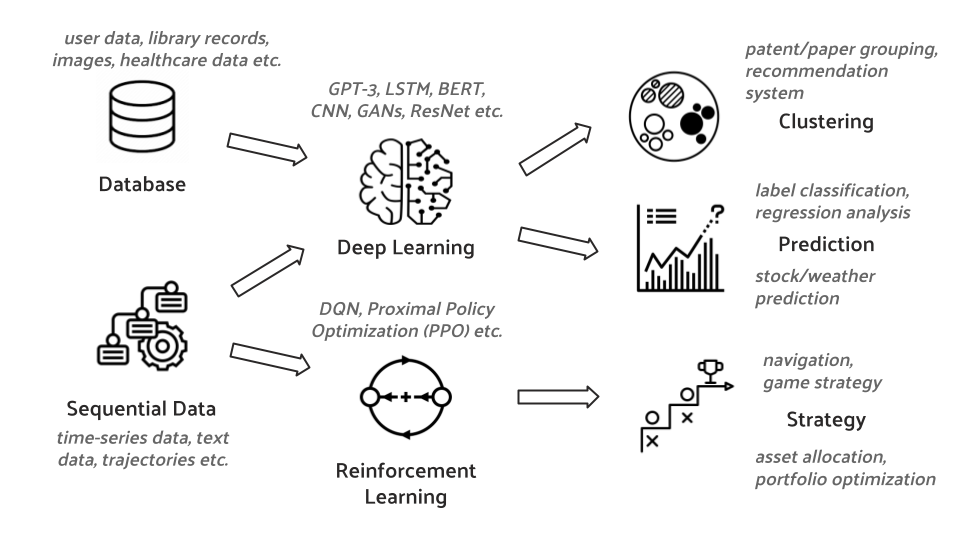 user data, library records,
images, healthcare data etc.
Database
Sequential Data
time-series data, text
data, trajectories etc.
GPT-3, LSTM, BERT,
CNN, GANs, ResNet etc.
Deep Learning
DQN, Proximal Policy
Optimization (PPO) etc.
Reinforcement
Learning
patent/paper grouping,
recommendation
system
Clustering
label classification,
regression analysis
Prediction
stock/weather
prediction
navigation,
game strategy
Strategy
asset allocation,
portfolio optimization